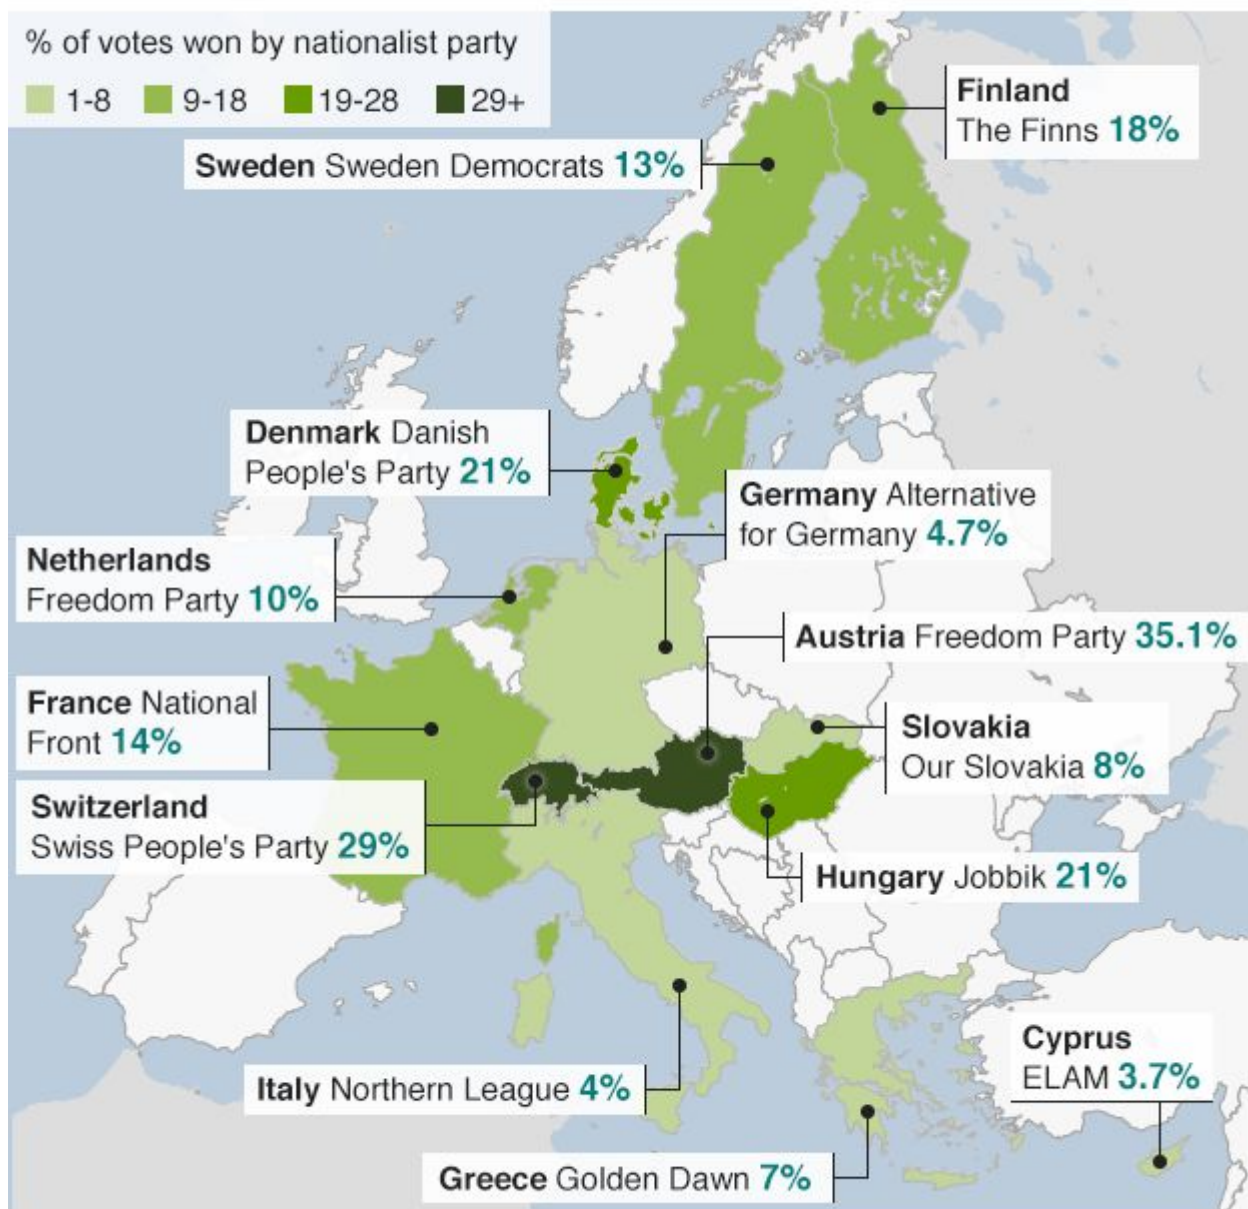 % of votes won by nationalist party
1-8 9-18 19-28 29+
Finland
The Finns 18%
Sweden Sweden Democrats 13%
Denmark Danish
People's Party 21%
Germany Alternative
for Germany 4.7%
Netherlands
Freedom Party 10%
Austria Freedom Party 35.1%
France National
Front 14%
Slovakia
Our Slovakia 8%
Switzerland
Swiss People's Party 29%
Hungary Jobbik 21%
Cyprus
ELAM 3.7%
Italy Northern League 4%
Greece Golden Dawn 7%